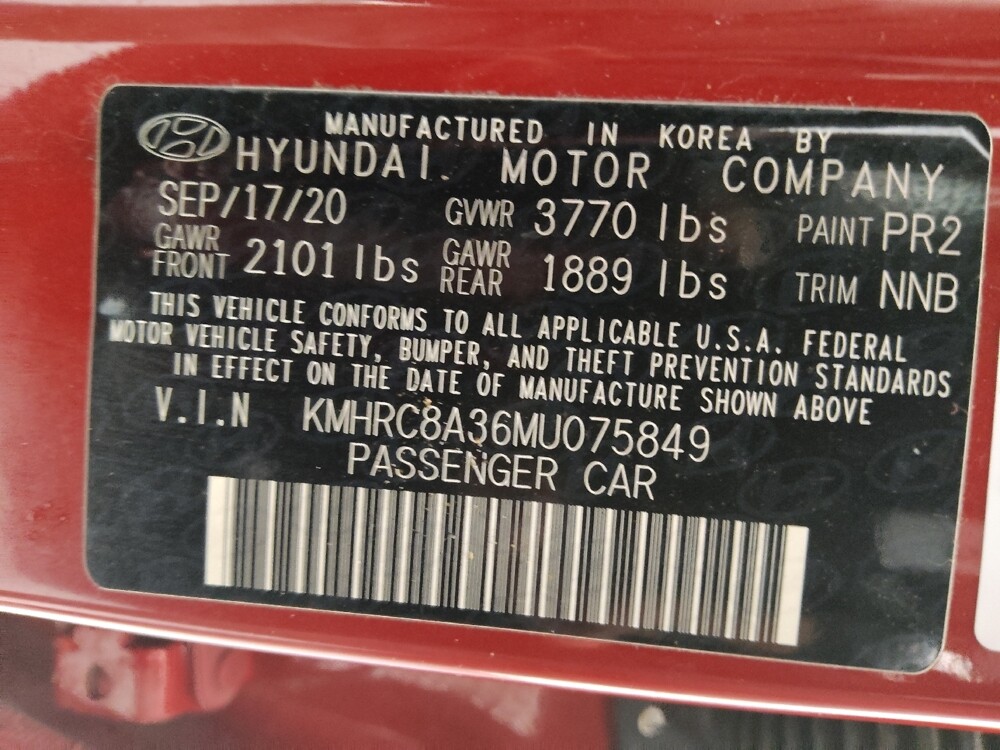 MANUFACTURED IN KOREA BY
HYUNDAI MOTOR COMPANY
SEP/17/20 GVWR 3770 lbs PAINT PR2
GAWR FRONT 2101 lbs GAWR REAR 1889 lbs TRIM NNB
THIS VEHICLE CONFORMS TO ALL APPLICABLE U.S.A. FEDERAL
MOTOR VEHICLE SAFETY, BUMPER, AND THEFT PREVENTION STANDARDS
IN EFFECT ON THE DATE OF MANUFACTURE SHOWN ABOVE
V.I.N KMHRC8A36MU075849
PASSENGER CAR